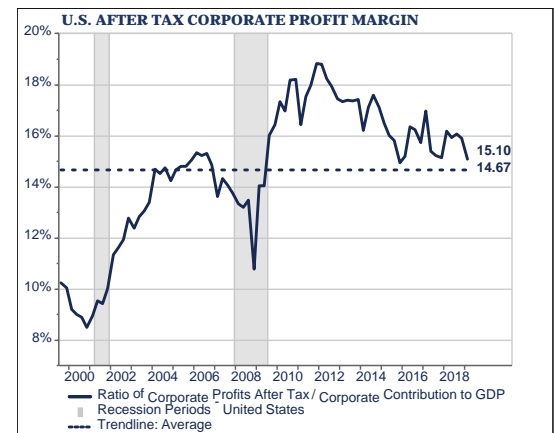 U.S. AFTER TAX CORPORATE PROFIT MARGIN
20%
18%
16%
14%
12%
10%
8%
15.10
14.67
2000 2002 2004 2006 2008 2010 2012 2014 2016 2018
Ratio of Corporate Profits After Tax / Corporate Contribution to GDP
Recession Periods - United States
Trendline: Average